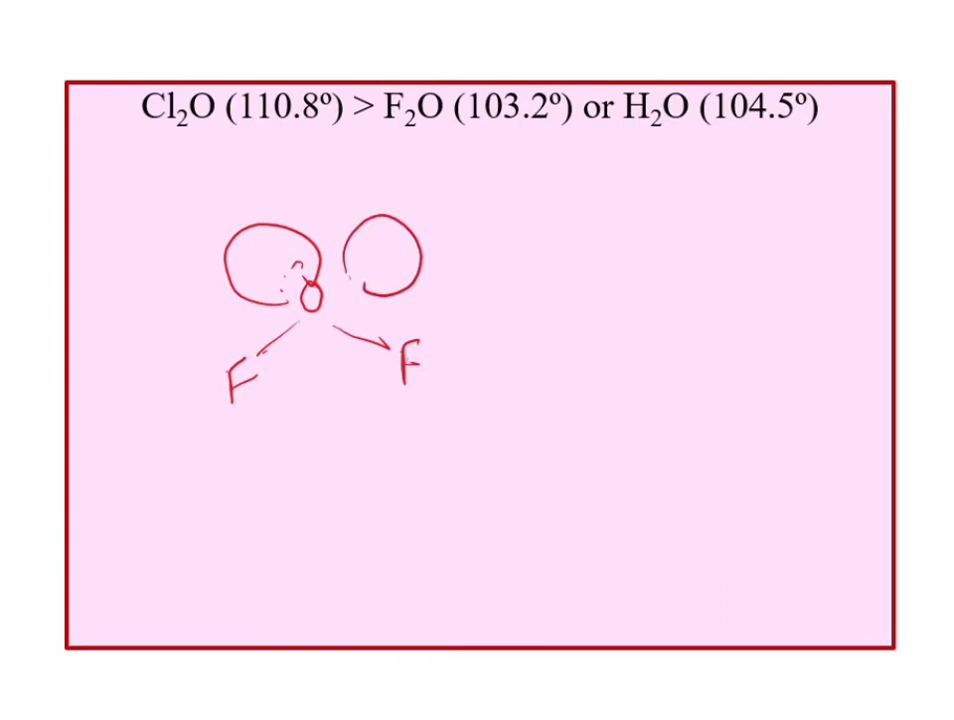 Cl₂O (110.8º) > F₂O (103.2º) or H₂O (104.5º)
O
F F